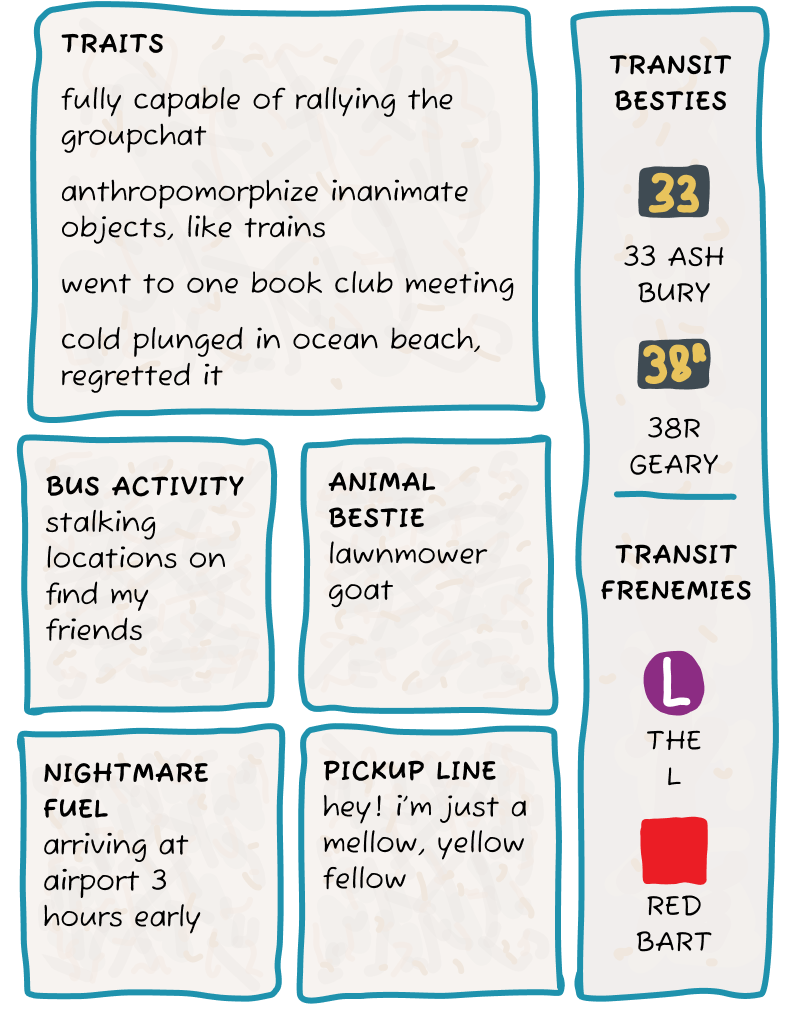 TRAITS
fully capable of rallying the
groupchat
anthropomorphize inanimate
objects, like trains
went to one book club meeting
cold plunged in ocean beach,
regretted it
BUS ACTIVITY
stalking
locations on
find my
friends
ANIMAL
BESTIE
lawnmower
goat
NIGHTMARE
FUEL
arriving at
airport 3
hours early
PICKUP LINE
hey! i'm just a
mellow, yellow
fellow
TRANSIT
BESTIES
33
33 ASH
BURY
38R
38R
GEARY
TRANSIT
FRENEMIES
L
THE
L
RED
BART